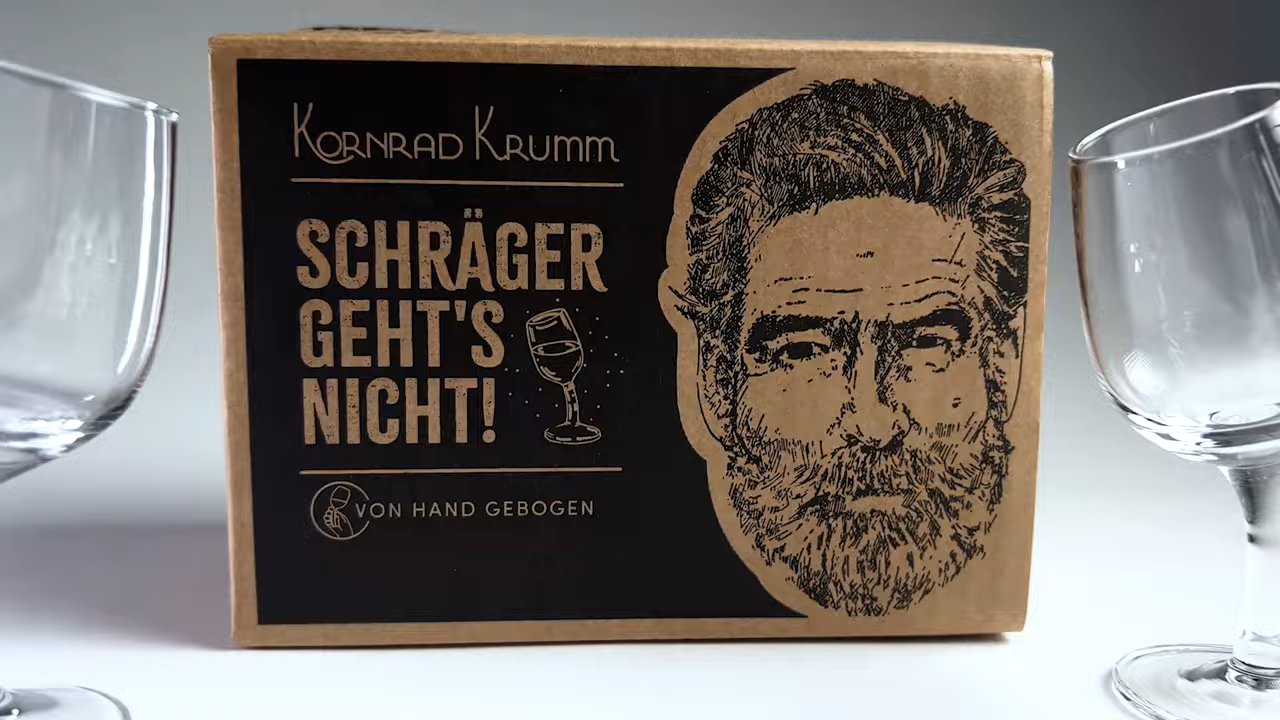 KORNRAD KRUMM
SCHRÄGER
GEHT'S
NICHT!
VON HAND GEBOGEN